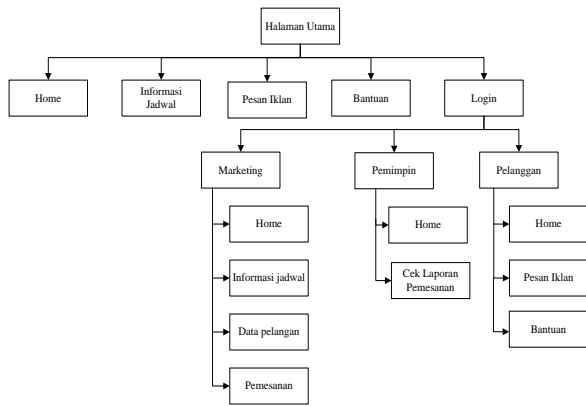 Halaman Utama
Home
Informasi
Jadwal
Pesan Iklan
Bantuan
Login
Marketing
Pemimpin
Pelanggan
Home
Informasi jadwal
Data pelangan
Pemesanan
Home
Cek Laporan
Pemesanan
Home
Pesan Iklan
Bantuan